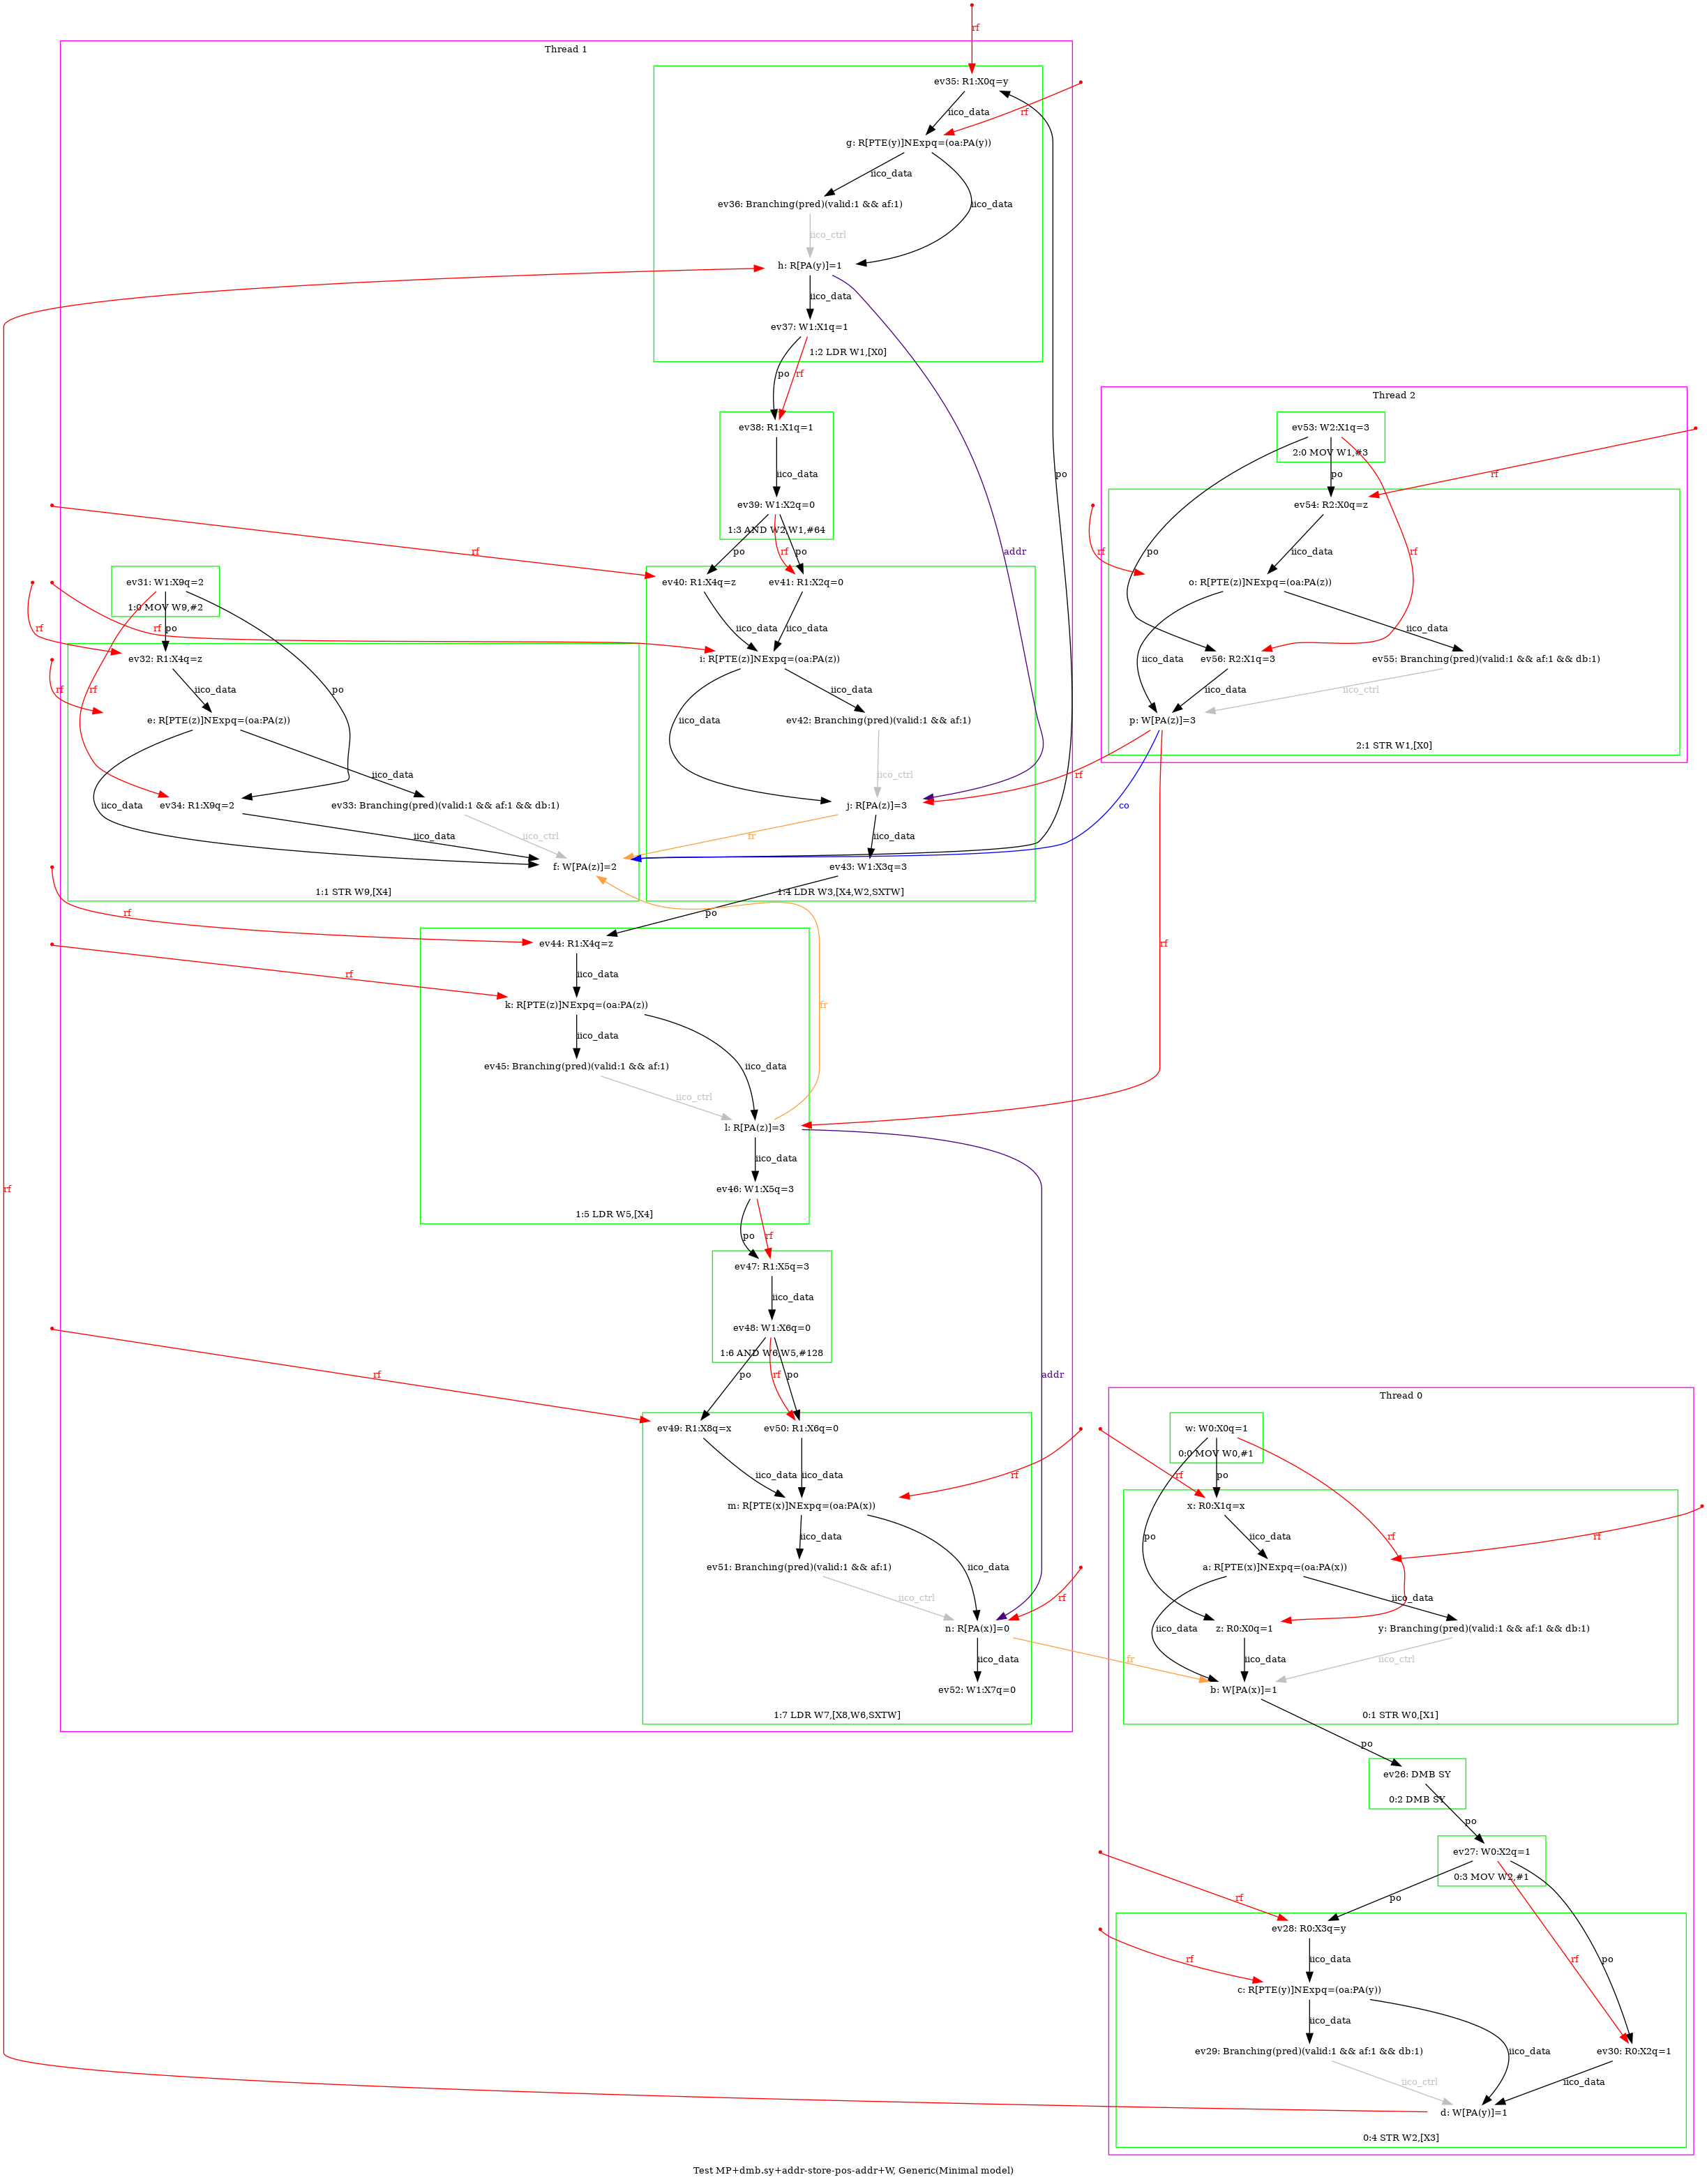 rf
Thread 1
ev35: R1:X0q=y
rf
iico_data
g: R[PTE(y)]NExpq=(oa:PA(y))
iico_data
iico_data
ev36: Branching(pred)(valid:1 && af:1)
iico_ctrl
h: R[PA(y)]=1
iico_data
ev37: W1:X1q=1
1:2 LDR W1,[X0]
po
rf
ev38: R1:X1q=1
iico_data
ev39: W1:X2q=0
1:3 AND W2,W1,#64
po
rf
po
addr
po
rf
rf
rf
ev31: W1:X9q=2
1:0 MOV W9,#2
rf
po
po
ev40: R1:X4q=z
ev41: R1:X2q=0
iico_data
iico_data
i: R[PTE(z)]NExpq=(oa:PA(z))
iico_data
iico_data
ev42: Branching(pred)(valid:1 && af:1)
iico_ctrl
j: R[PA(z)]=3
iico_data
ev43: W1:X3q=3
1:4 LDR W3,[X4,W2,SXTW]
ev32: R1:X4q=z
rf
iico_data
e: R[PTE(z)]NExpq=(oa:PA(z))
iico_data
iico_data
ev34: R1:X9q=2
ev33: Branching(pred)(valid:1 && af:1 && db:1)
iico_data
iico_ctrl
f: W[PA(z)]=2
1:1 STR W9,[X4]
fr
Thread 2
ev53: W2:X1q=3
2:0 MOV W1,#3
po
po
rf
rf
rf
ev54: R2:X0q=z
iico_data
o: R[PTE(z)]NExpq=(oa:PA(z))
iico_data
iico_data
ev56: R2:X1q=3
ev55: Branching(pred)(valid:1 && af:1 && db:1)
iico_data
iico_ctrl
p: W[PA(z)]=3
2:1 STR W1,[X0]
rf
co
rf
rf
po
rf
ev44: R1:X4q=z
iico_data
k: R[PTE(z)]NExpq=(oa:PA(z))
iico_data
iico_data
ev45: Branching(pred)(valid:1 && af:1)
iico_ctrl
l: R[PA(z)]=3
iico_data
ev46: W1:X5q=3
1:5 LDR W5,[X4]
fr
rf
po
rf
ev47: R1:X5q=3
iico_data
ev48: W1:X6q=0
1:6 AND W6,W5,#128
rf
po
rf
po
addr
ev49: R1:X8q=x
ev50: R1:X6q=0
rf
iico_data
iico_data
m: R[PTE(x)]NExpq=(oa:PA(x))
iico_data
iico_data
ev51: Branching(pred)(valid:1 && af:1)
iico_ctrl
rf
n: R[PA(x)]=0
iico_data
ev52: W1:X7q=0
1:7 LDR W7,[X8,W6,SXTW]
fr
Thread 0
w: W0:X0q=1
0:0 MOV W0,#1
rf
po
po
rf
rf
x: R0:X1q=x
iico_data
a: R[PTE(x)]NExpq=(oa:PA(x))
iico_data
iico_data
z: R0:X0q=1
y: Branching(pred)(valid:1 && af:1 && db:1)
iico_data
iico_ctrl
b: W[PA(x)]=1
0:1 STR W0,[X1]
po
ev26: DMB SY
0:2 DMB SY
po
ev27: W0:X2q=1
0:3 MOV W2,#1
rf
po
rf
po
ev28: R0:X3q=y
rf
iico_data
c: R[PTE(y)]NExpq=(oa:PA(y))
iico_data
iico_data
ev29: Branching(pred)(valid:1 && af:1 && db:1)
ev30: R0:X2q=1
iico_ctrl
iico_data
d: W[PA(y)]=1
0:4 STR W2,[X3]
Test MP+dmb.sy+addr-store-pos-addr+W, Generic(Minimal model)